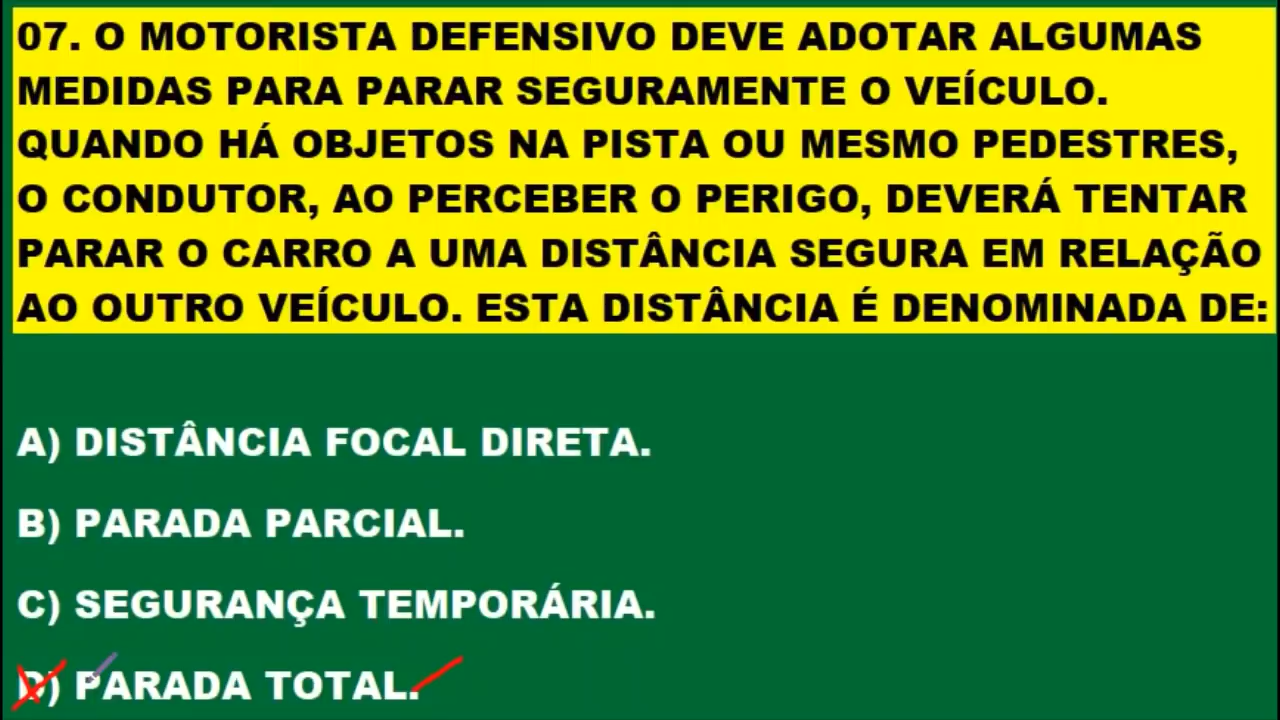 07. O MOTORISTA DEFENSIVO DEVE ADOTAR ALGUMAS
MEDIDAS PARA PARAR SEGURAMENTE O VEÍCULO.
QUANDO HÁ OBJETOS NA PISTA OU MESMO PEDESTRES,
O CONDUTOR, AO PERCEBER O PERIGO, DEVERÁ TENTAR
PARAR O CARRO A UMA DISTÂNCIA SEGURA EM RELAÇÃO
AO OUTRO VEÍCULO. ESTA DISTÂNCIA É DENOMINADA DE:
A) DISTÂNCIA FOCAL DIRETA.
B) PARADA PARCIAL.
C) SEGURANÇA TEMPORÁRIA.
D) PARADA TOTAL.